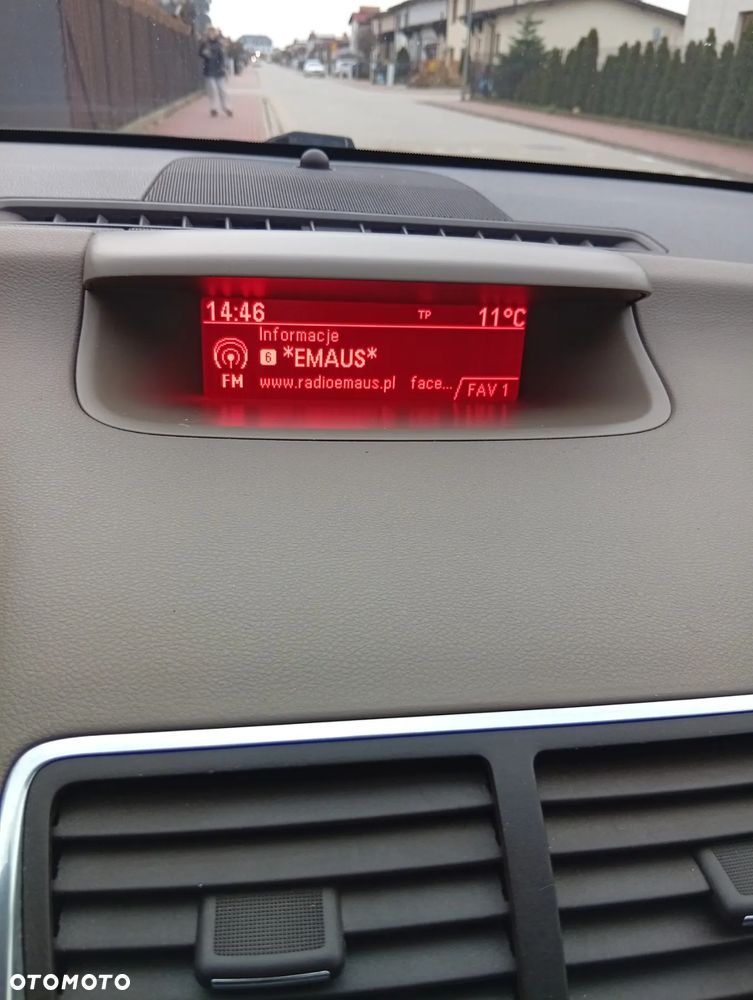 14:46 TP 11°C
Informacje
6 *EMAUS*
FM www.radioemaus.pl face... FAV 1
OTOMOTO